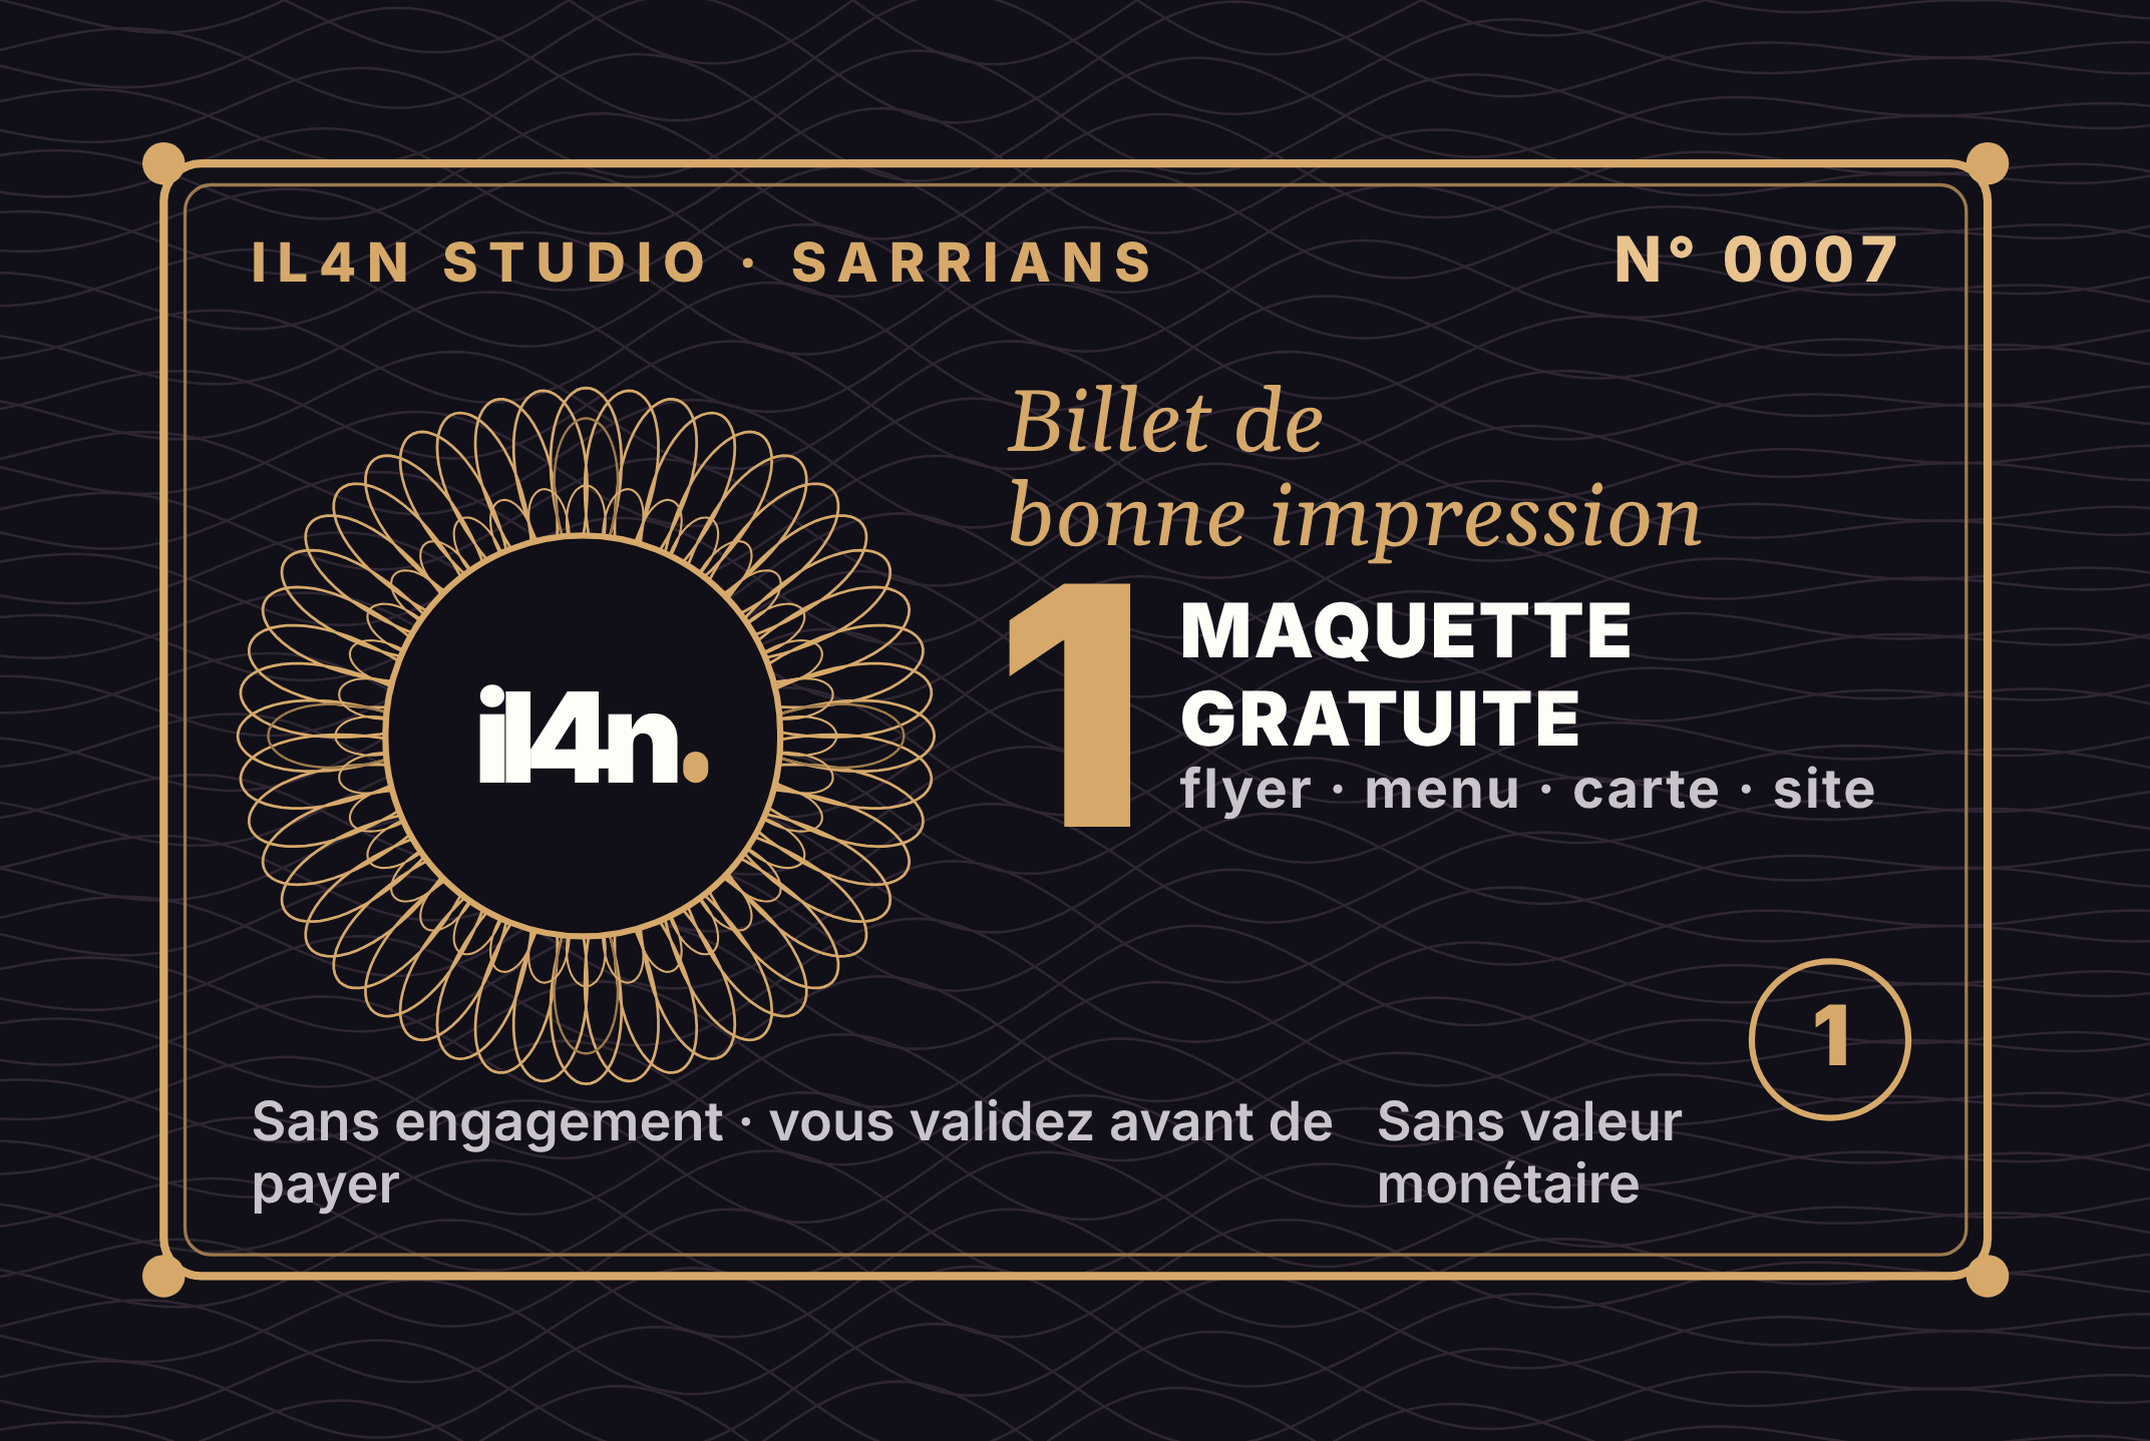 IL4N STUDIO · SARRIANS
N° 0007
Billet de
bonne impression
1
MAQUETTE
GRATUITE
flyer · menu · carte · site
il4n.
1
Sans engagement · vous validez avant de
payer
Sans valeur
monétaire